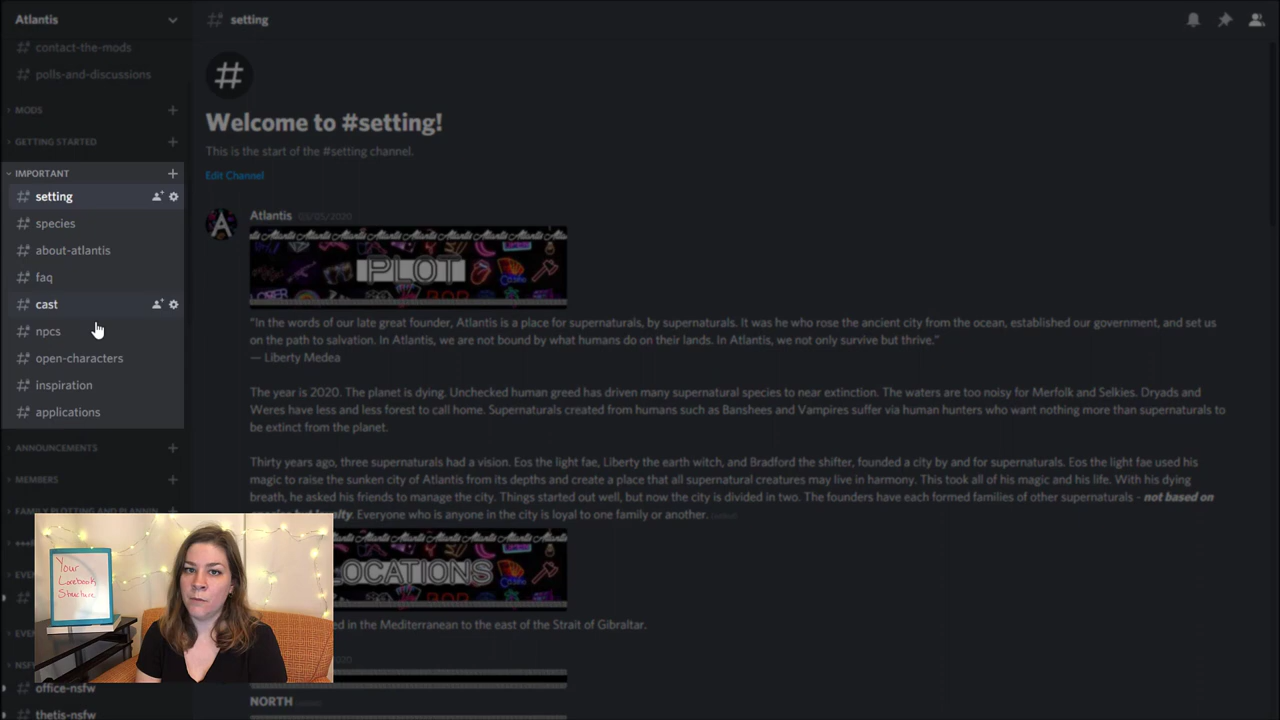 Atlantis
contact-the-mods
polls-and-discussions
MODS
GETTING STARTED
IMPORTANT
setting
species
about-atlantis
faq
cast
npcs
open-characters
inspiration
applications
ANNOUNCEMENTS
MEMBERS
FAMILY PLOTTING AND PLANNIN
office-nsfw
thetis-nsfw
Your
Lorebook
Structure
# setting
#
Welcome to #setting!
This is the start of the #setting channel.
Edit Channel
Atlantis 03/05/2020
PLOT
"In the words of our late great founder, Atlantis is a place for supernaturals, by supernaturals. It was he who rose the ancient city from the ocean, established our government, and set us
on the path to salvation. In Atlantis, we are not bound by what humans do on their lands. In Atlantis, we not only survive but thrive."
— Liberty Medea
The year is 2020. The planet is dying. Unchecked human greed has driven many supernatural species to near extinction. The waters are too noisy for Merfolk and Selkies. Dryads and
Weres have less and less forest to call home. Supernaturals created from humans such as Banshees and Vampires suffer via human hunters who want nothing more than supernaturals to
be extinct from the planet.
Thirty years ago, three supernaturals had a vision. Eos the light fae, Liberty the earth witch, and Bradford the shifter, founded a city by and for supernaturals. Eos the light fae used his
magic to raise the sunken city of Atlantis from its depths and create a place that all supernatural creatures may live in harmony. This took all of his magic and his life. With his dying
breath, he asked his friends to manage the city. Things started out well, but now the city is divided in two. The founders have each formed families of other supernaturals - not based on
loyalty. Everyone who is anyone in the city is loyal to one family or another. (edited)
LOCATIONS
ed in the Mediterranean to the east of the Strait of Gibraltar.
NORTH (edited)